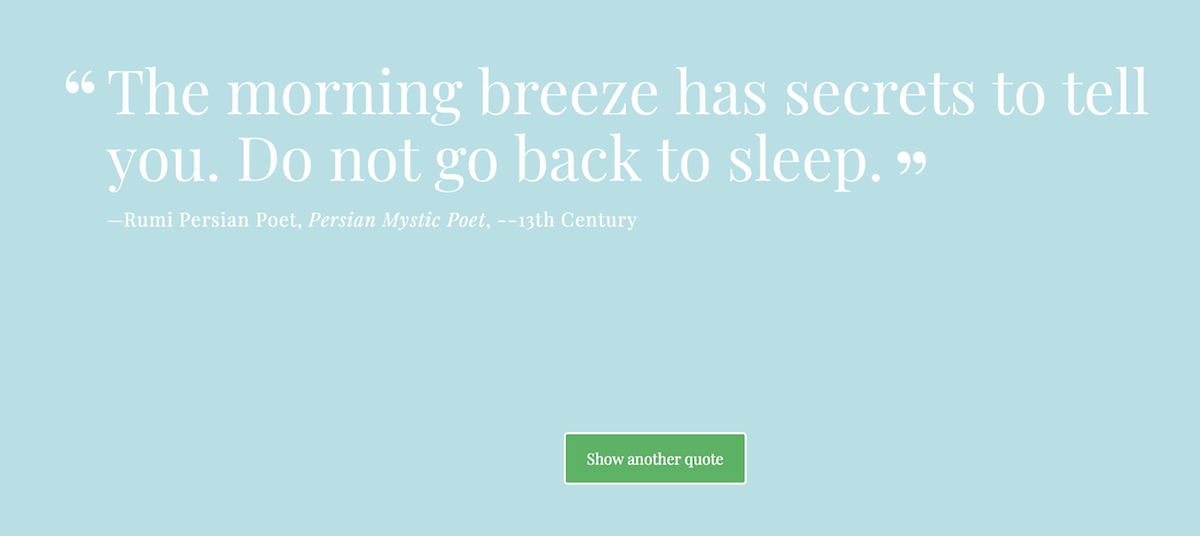 “The morning breeze has secrets to tell
you. Do not go back to sleep.”
—Rumi Persian Poet, Persian Mystic Poet, --13th Century
Show another quote